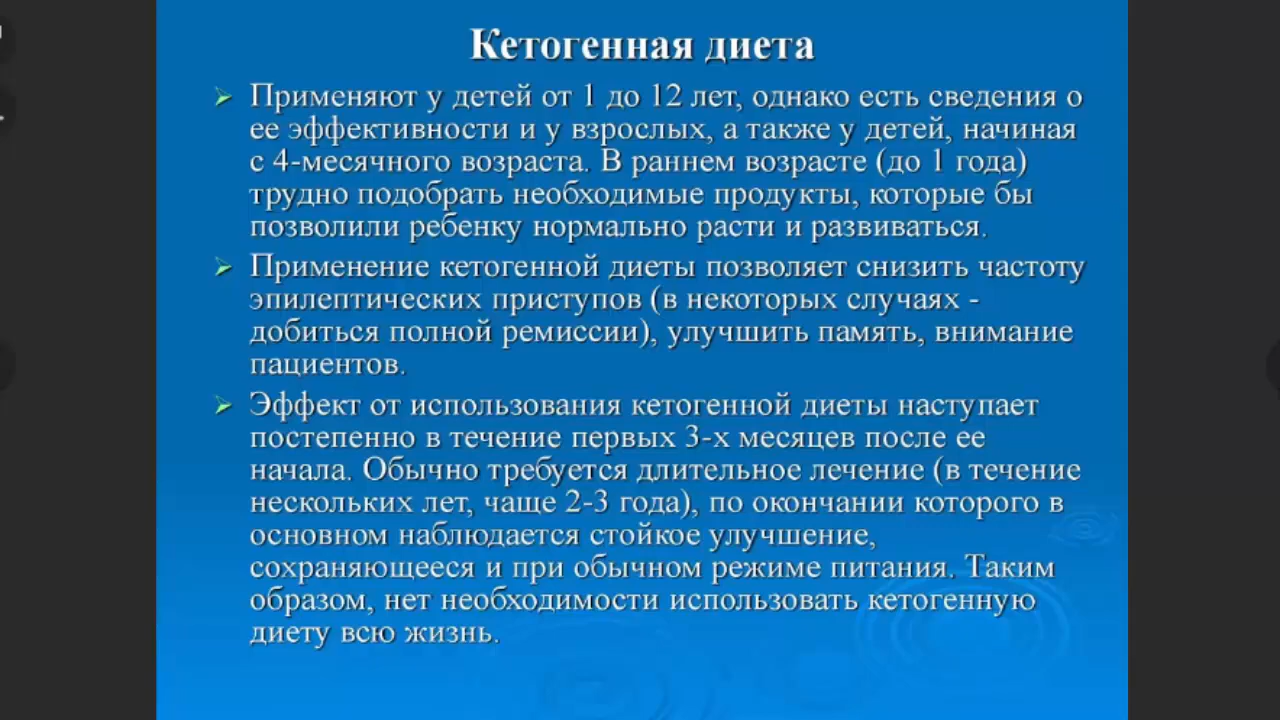 Кетогенная диета
Применяют у детей от 1 до 12 лет, однако есть сведения о
ее эффективности и у взрослых, а также у детей, начиная
с 4-месячного возраста. В раннем возрасте (до 1 года)
трудно подобрать необходимые продукты, которые бы
позволили ребенку нормально расти и развиваться.
Применение кетогенной диеты позволяет снизить частоту
эпилептических приступов (в некоторых случаях -
добиться полной ремиссии), улучшить память, внимание
пациентов.
Эффект от использования кетогенной диеты наступает
постепенно в течение первых 3-х месяцев после ее
начала. Обычно требуется длительное лечение (в течение
нескольких лет, чаще 2-3 года), по окончании которого в
основном наблюдается стойкое улучшение,
сохраняющееся и при обычном режиме питания. Таким
образом, нет необходимости использовать кетогенную
диету всю жизнь.